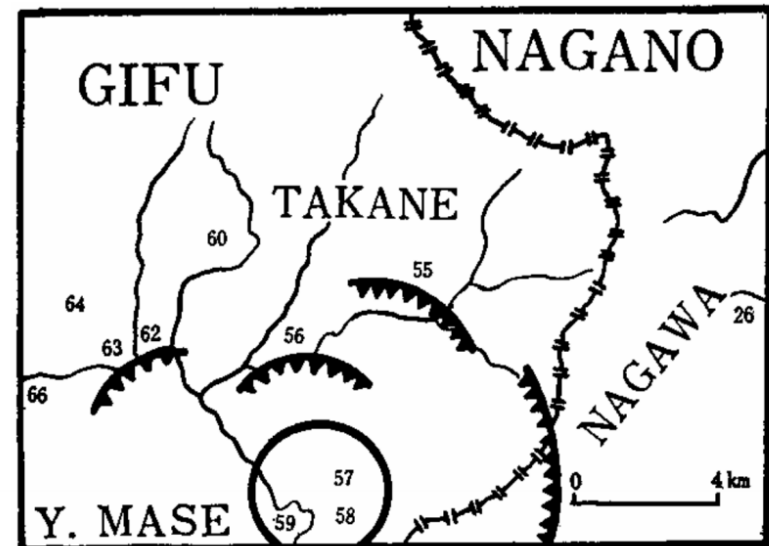 NAGANO
GIFU
TAKANE
60
55
64
26
63 62 56
66
NAGAWA
57
0 4 km
59 58
Y. MASE